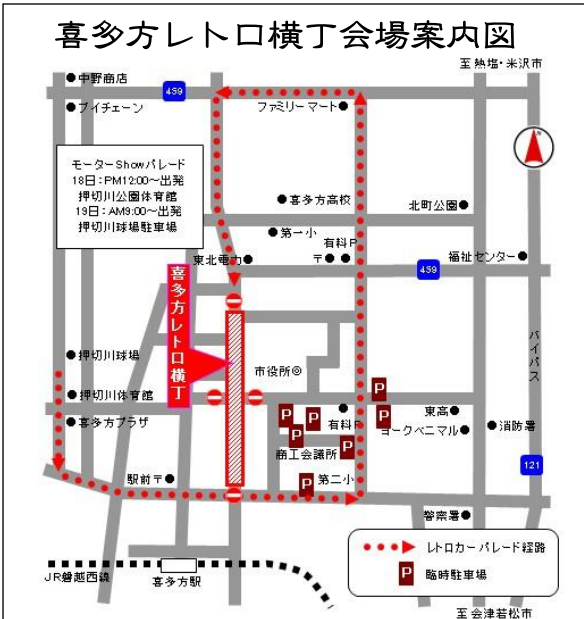 喜多方レトロ横丁会場案内図
至熱塩・米沢市
中野商店
459
ブイチェーン
ファミリーマート
N
モーターShowパレード
18日：PM12:00～出発
押切川公園体育館
19日：AM9:00～出発
押切川球場駐車場
喜多方高校
北町公園
第一小
有料P
東北電力
〒
福祉センター
459
喜多方レトロ横丁
バイパス
押切川球場
市役所◎
押切川体育館
P
P
P
P
東高
喜多方プラザ
有料P
ヨークベニマル
消防署
P
P
商工会議所
121
駅前〒
P
第二小
警察署
レトロカーパレード経路
P
臨時駐車場
JR磐越西線
喜多方駅
至会津若松市